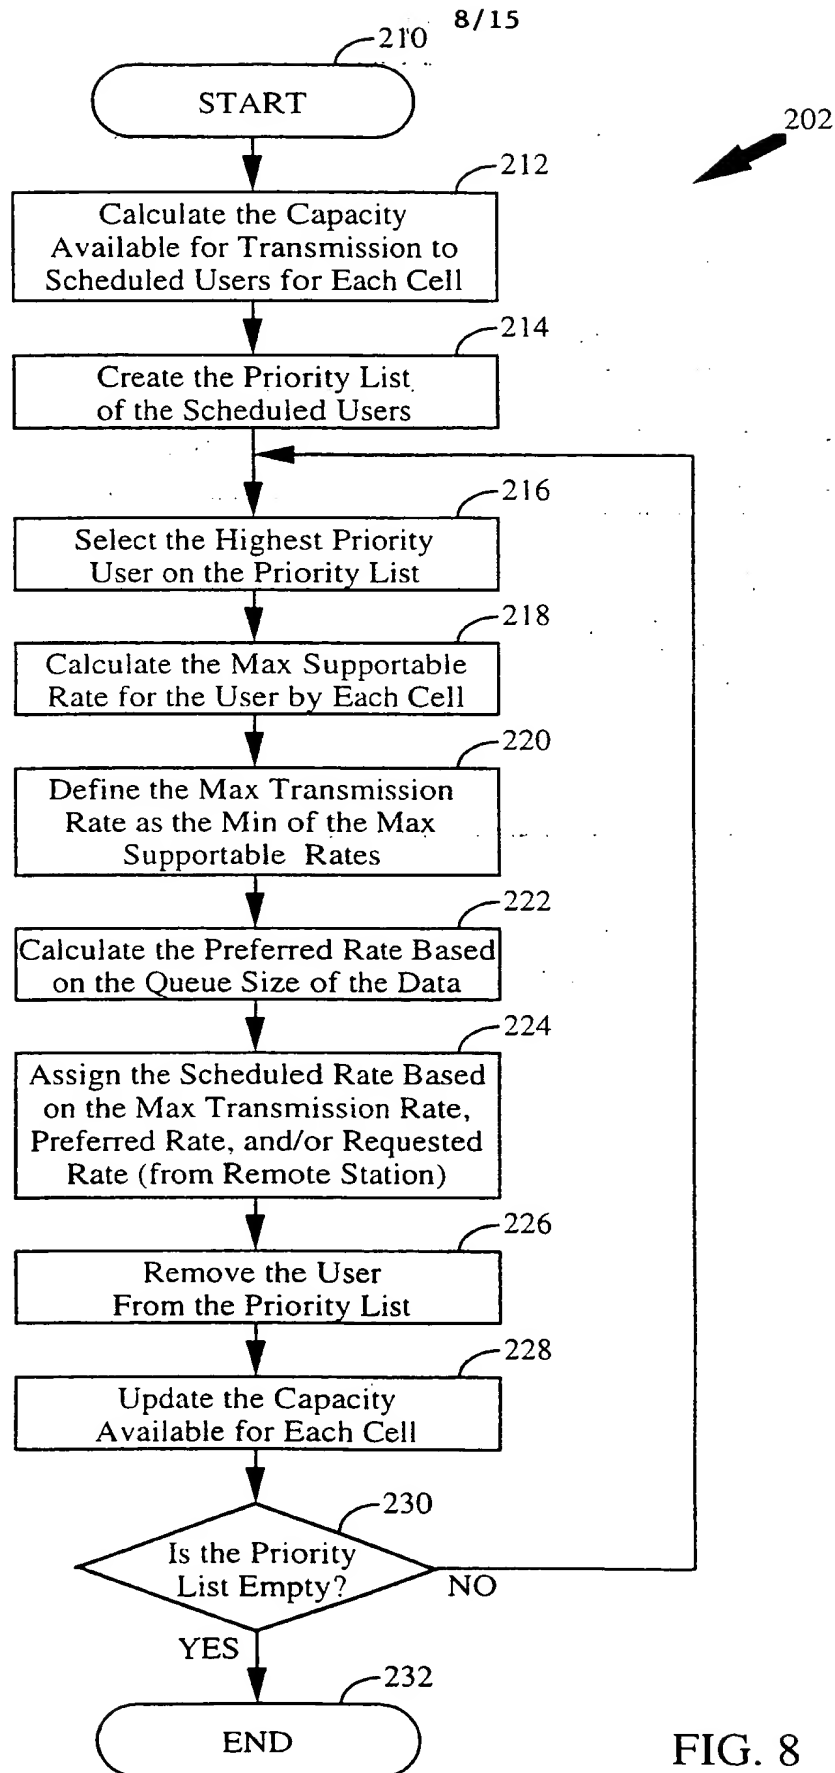 8/15
210
START
202
212
Calculate the Capacity
Available for Transmission to
Scheduled Users for Each Cell
214
Create the Priority List
of the Scheduled Users
216
Select the Highest Priority
User on the Priority List
218
Calculate the Max Supportable
Rate for the User by Each Cell
220
Define the Max Transmission
Rate as the Min of the Max
Supportable Rates
222
Calculate the Preferred Rate Based
on the Queue Size of the Data
224
Assign the Scheduled Rate Based
on the Max Transmission Rate,
Preferred Rate, and/or Requested
Rate (from Remote Station)
226
Remove the User
From the Priority List
228
Update the Capacity
Available for Each Cell
230
Is the Priority
List Empty?
NO
YES
232
END
FIG. 8